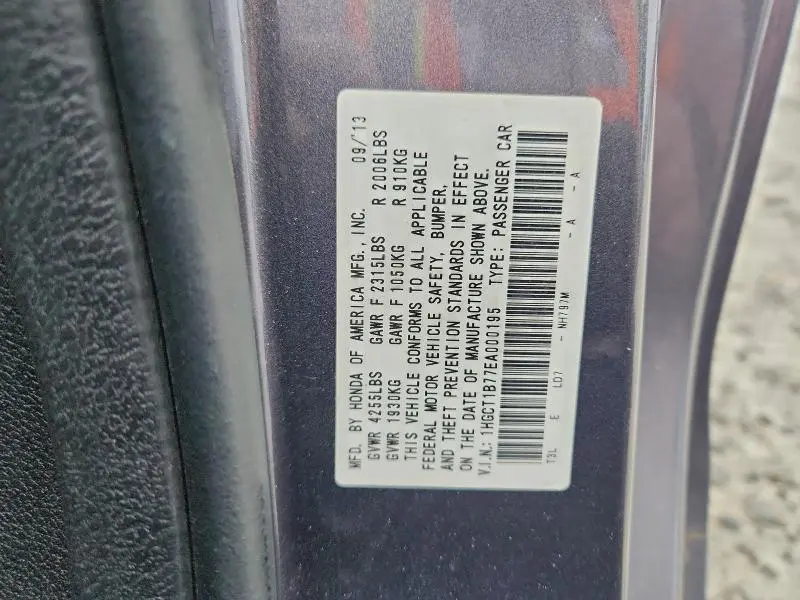 MFD. BY HONDA OF AMERICA MFG., INC. 09/'13
GVWR 4255LBS GAWR F 2315LBS R 2006LBS
GVWR 1930KG GAWR F 1050KG R 910KG
THIS VEHICLE CONFORMS TO ALL APPLICABLE
FEDERAL MOTOR VEHICLE SAFETY, BUMPER,
AND THEFT PREVENTION STANDARDS IN EFFECT
ON THE DATE OF MANUFACTURE SHOWN ABOVE.
V.I.N.: 1HGCT1B77EA000195 TYPE: PASSENGER CAR
T3L E L07 - NH797M - A - A